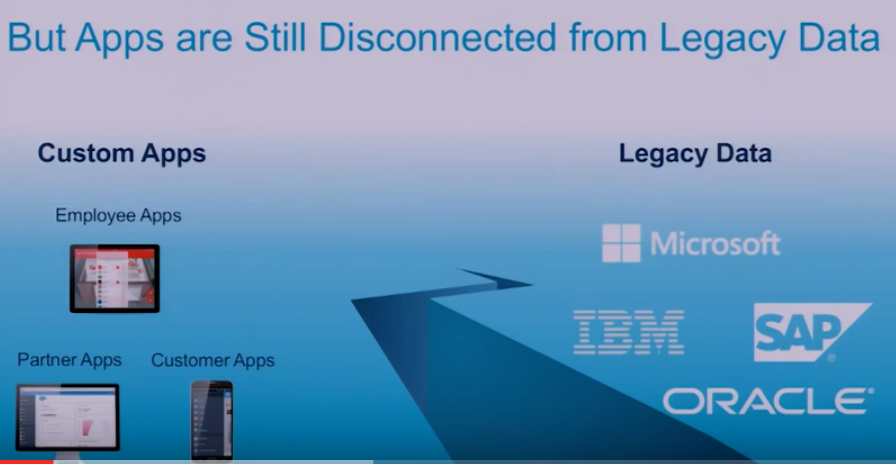 But Apps are Still Disconnected from Legacy Data
Custom Apps
Legacy Data
Employee Apps
Microsoft
IBM
SAP
ORACLE
Partner Apps
Customer Apps